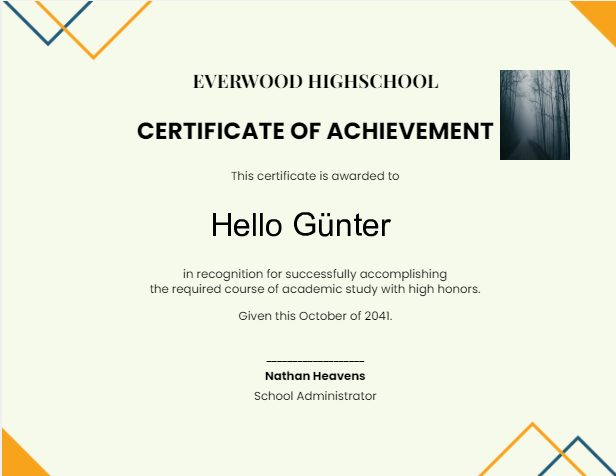 EVERWOOD HIGHSCHOOL
CERTIFICATE OF ACHIEVEMENT
This certificate is awarded to
Hello Günter
in recognition for successfully accomplishing
the required course of academic study with high honors.
Given this October of 2041.
___________________
Nathan Heavens
School Administrator